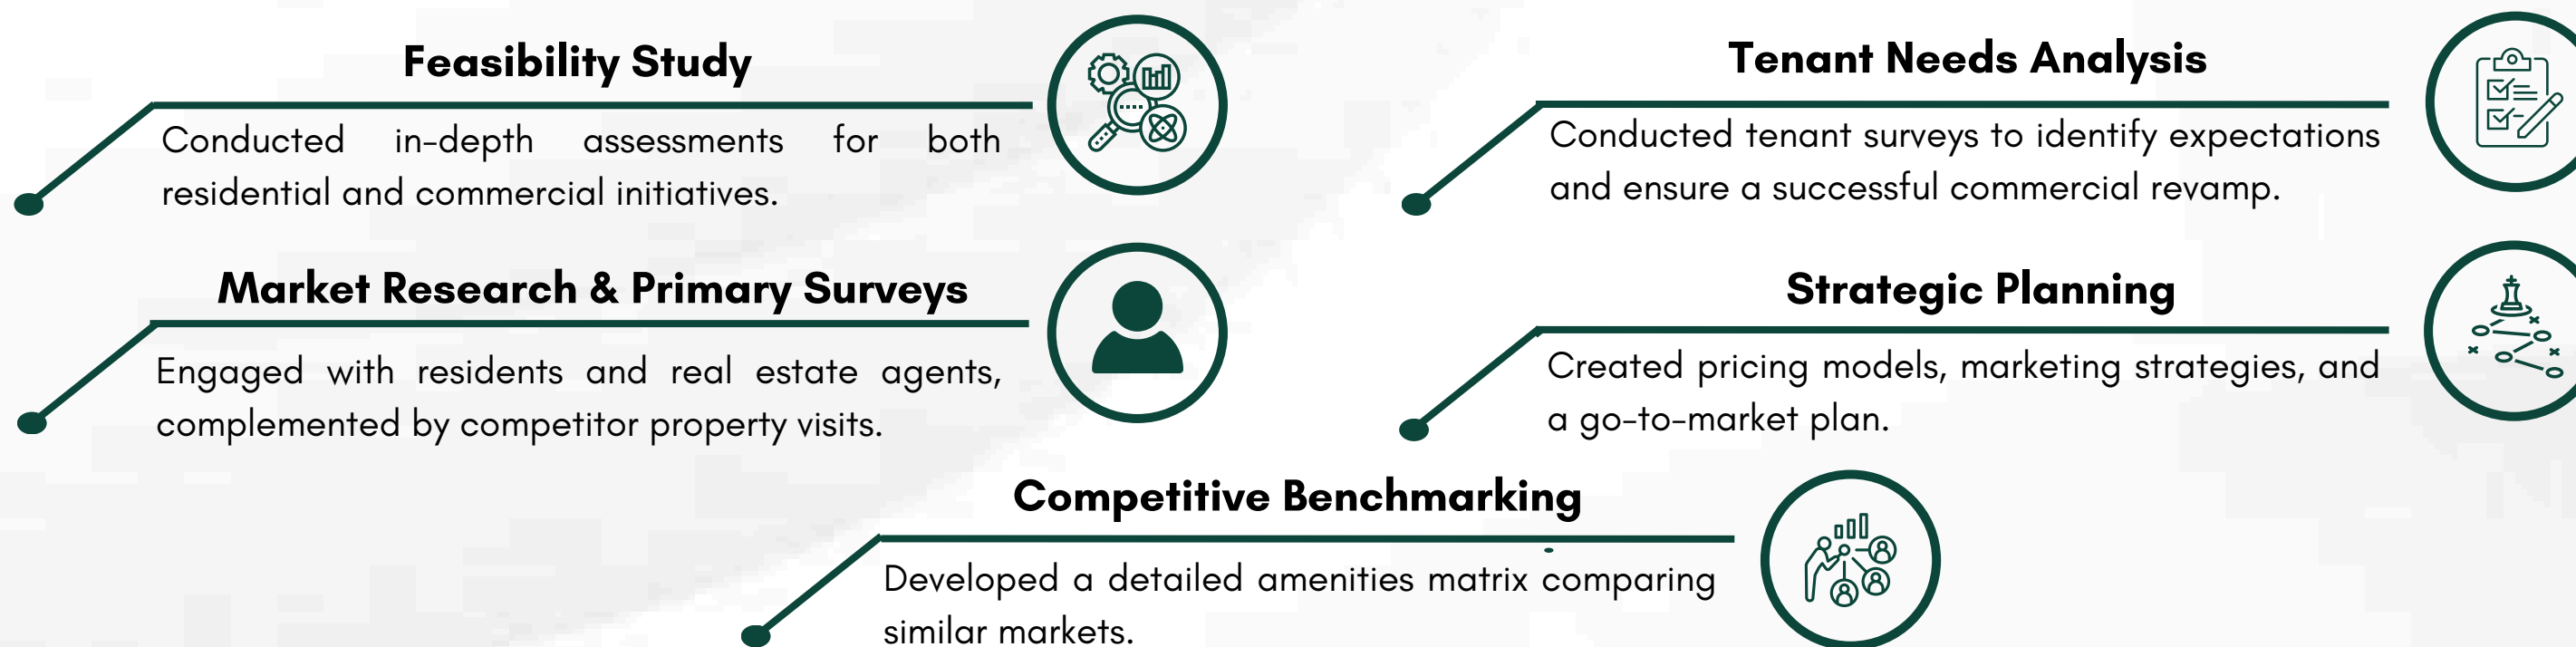 Feasibility Study
Conducted in-depth assessments for both
residential and commercial initiatives.
Market Research & Primary Surveys
Engaged with residents and real estate agents,
complemented by competitor property visits.
Tenant Needs Analysis
Conducted tenant surveys to identify expectations
and ensure a successful commercial revamp.
Strategic Planning
Created pricing models, marketing strategies, and
a go-to-market plan.
Competitive Benchmarking
Developed a detailed amenities matrix comparing
similar markets.